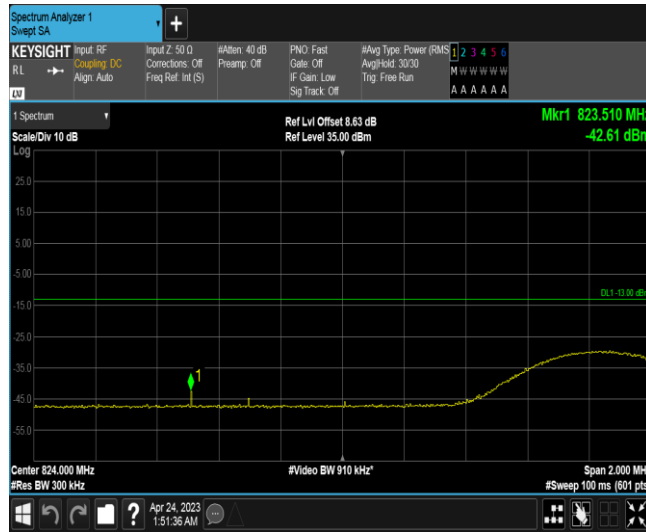 Spectrum Analyzer 1
Swept SA
KEYSIGHT
RL
LXI
Input: RF
Coupling: DC
Align: Auto
Input Z: 50 Ω
Corrections: Off
Freq Ref: Int (S)
#Atten: 40 dB
Preamp: Off
PNO: Fast
Gate: Off
IF Gain: Low
Sig Track: Off
#Avg Type: Power (RMS
Avg|Hold: 30/30
Trig: Free Run
1 2 3 4 5 6
M W W W W W
A A A A A A
1 Spectrum
Scale/Div 10 dB
Log
Ref Lvl Offset 8.63 dB
Ref Level 35.00 dBm
Mkr1 823.510 MHz
-42.61 dBm
25.0
15.0
5.00
-5.00
-15.0
-25.0
-35.0
-45.0
-55.0
DL1 -13.00 dBm
1
Center 824.000 MHz
#Res BW 300 kHz
#Video BW 910 kHz*
Span 2.000 MHz
#Sweep 100 ms (601 pts)
Apr 24, 2023
1:51:36 AM